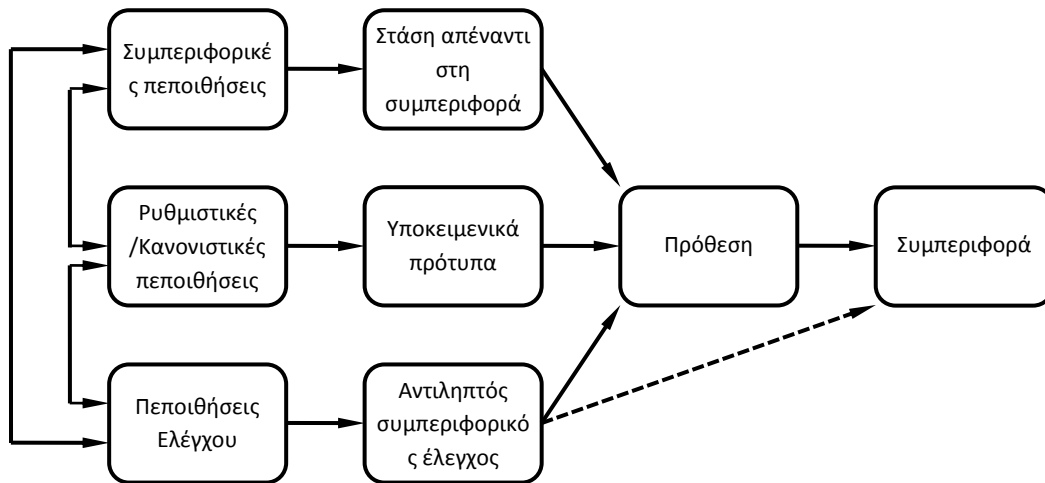 Συμπεριφορικέ
ς πεποιθήσεις
Στάση απέναντι
στη
συμπεριφορά
Ρυθμιστικές
/Κανονιστικές
πεποιθήσεις
Υποκειμενικά
πρότυπα
Πρόθεση
Συμπεριφορά
Πεποιθήσεις
Ελέγχου
Αντιληπτός
συμπεριφορικό
ς έλεγχος